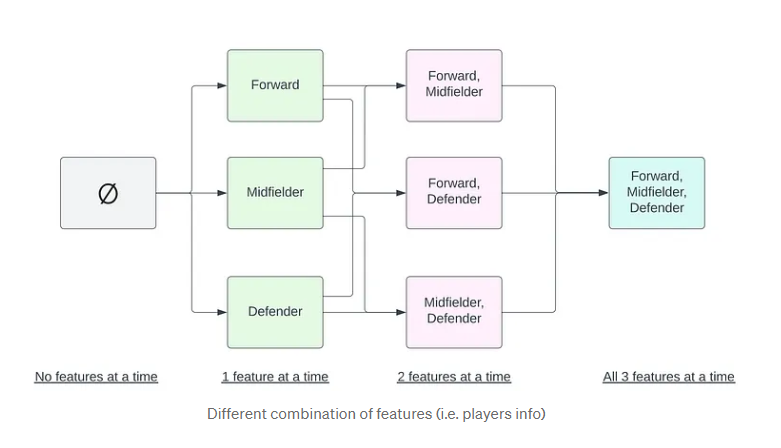 Ø
Forward
Midfielder
Defender
Forward,
Midfielder
Forward,
Defender
Midfielder,
Defender
Forward,
Midfielder,
Defender
No features at a time
1 feature at a time
2 features at a time
All 3 features at a time
Different combination of features (i.e. players info)